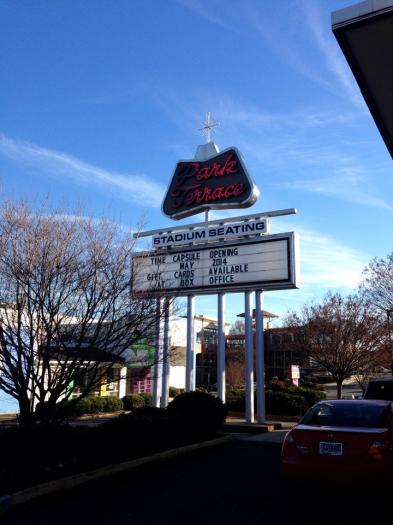 Park
Terrace
STADIUM SEATING
TIME CAPSULE OPENING
MAY 2014
GIFT CARDS AVAILABLE
AT BOX OFFICE